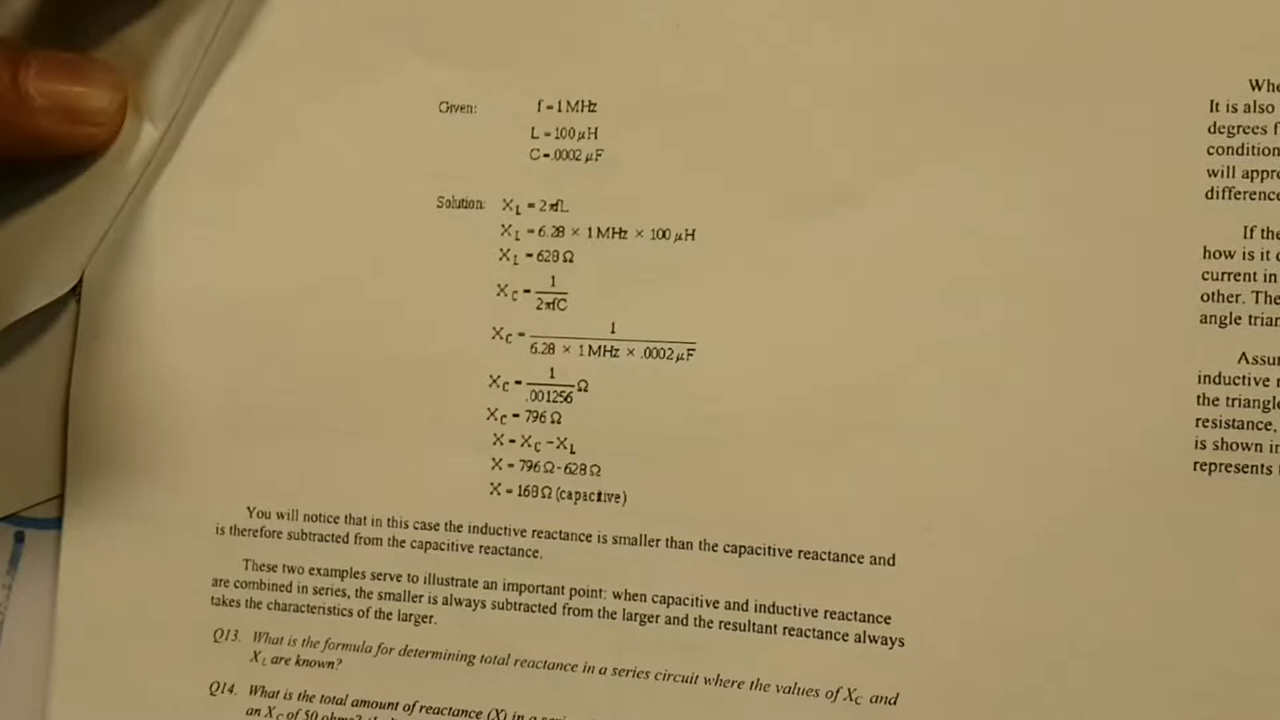 Given: f = 1 MHz
L = 100 μH
C = .0002 μF
Solution: X_L = 2πfL
X_L = 6.28 × 1 MHz × 100 μH
X_L = 628 Ω
X_C = 1 / 2πfC
X_C = 1 / 6.28 × 1 MHz × .0002 μF
X_C = 1 / .001256 Ω
X_C = 796 Ω
X = X_C - X_L
X = 796 Ω - 628 Ω
X = 168 Ω (capacitive)
You will notice that in this case the inductive reactance is smaller than the capacitive reactance and
is therefore subtracted from the capacitive reactance.
These two examples serve to illustrate an important point: when capacitive and inductive reactance
are combined in series, the smaller is always subtracted from the larger and the resultant reactance always
takes the characteristics of the larger.
Q13. What is the formula for determining total reactance in a series circuit where the values of X_C and
X_L are known?
Q14. What is the total amount of reactance (X) in a
an X_C of 50 ohms?
It is also
degrees
condition
will
difference
If the
how is it
current in
other. The
angle
inductive
the
resistance,
is shown in
represents